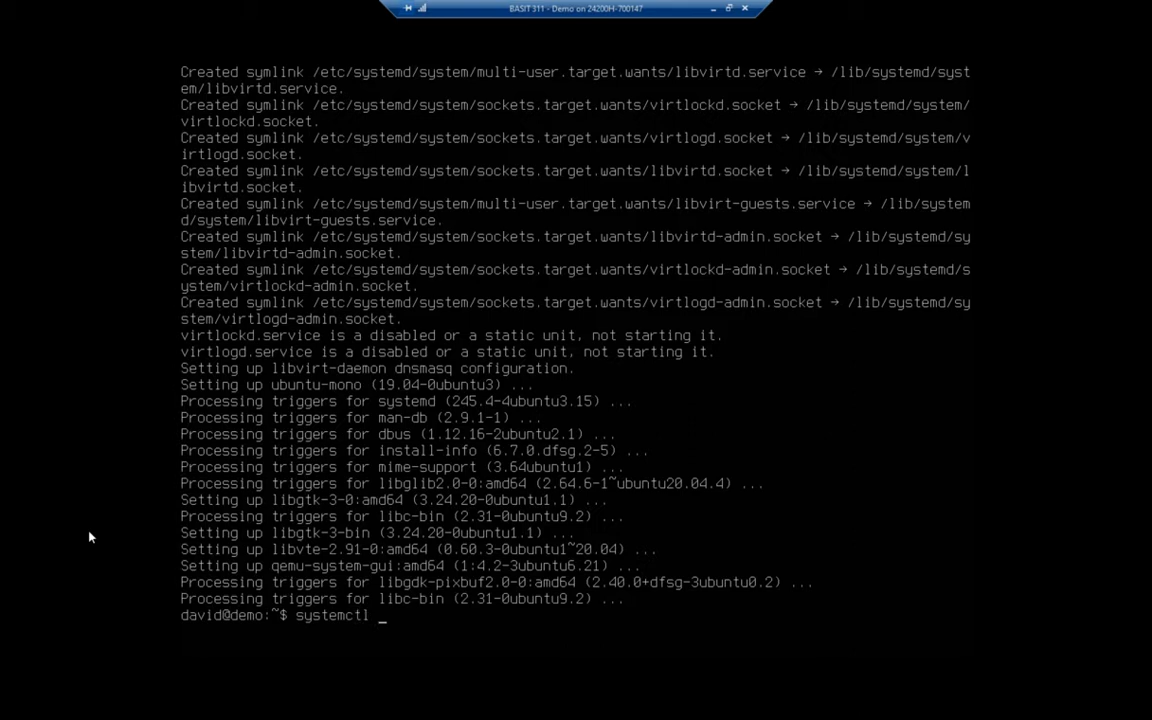 BASIT 311 - Demo on 24200H-700147
Created symlink /etc/systemd/system/multi-user.target.wants/libvirtd.service → /lib/systemd/syst
em/libvirtd.service.
Created symlink /etc/systemd/system/sockets.target.wants/virtlockd.socket → /lib/systemd/system/
virtlockd.socket.
Created symlink /etc/systemd/system/sockets.target.wants/virtlogd.socket → /lib/systemd/system/v
irtlogd.socket.
Created symlink /etc/systemd/system/sockets.target.wants/libvirtd.socket → /lib/systemd/system/l
ibvirtd.socket.
Created symlink /etc/systemd/system/multi-user.target.wants/libvirt-guests.service → /lib/system
d/system/libvirt-guests.service.
Created symlink /etc/systemd/system/sockets.target.wants/libvirtd-admin.socket → /lib/systemd/sy
stem/libvirtd-admin.socket.
Created symlink /etc/systemd/system/sockets.target.wants/virtlockd-admin.socket → /lib/systemd/s
ystem/virtlockd-admin.socket.
Created symlink /etc/systemd/system/sockets.target.wants/virtlogd-admin.socket → /lib/systemd/sy
stem/virtlogd-admin.socket.
virtlockd.service is a disabled or a static unit, not starting it.
virtlogd.service is a disabled or a static unit, not starting it.
Setting up libvirt-daemon dnsmasq configuration.
Setting up ubuntu-mono (19.04-0ubuntu3) ...
Processing triggers for systemd (245.4-4ubuntu3.15) ...
Processing triggers for man-db (2.9.1-1) ...
Processing triggers for dbus (1.12.16-2ubuntu2.1) ...
Processing triggers for install-info (6.7.0.dfsg.2-5) ...
Processing triggers for mime-support (3.64ubuntu1) ...
Processing triggers for libglib2.0-0:amd64 (2.64.6-1~ubuntu20.04.4) ...
Setting up libgtk-3-0:amd64 (3.24.20-0ubuntu1.1) ...
Processing triggers for libc-bin (2.31-0ubuntu9.2) ...
Setting up libgtk-3-bin (3.24.20-0ubuntu1.1) ...
Setting up libvte-2.91-0:amd64 (0.60.3-0ubuntu1~20.04) ...
Setting up qemu-system-gui:amd64 (1:4.2-3ubuntu6.21) ...
Processing triggers for libgdk-pixbuf2.0-0:amd64 (2.40.0+dfsg-3ubuntu0.2) ...
Processing triggers for libc-bin (2.31-0ubuntu9.2) ...
david@demo:~$ systemctl _